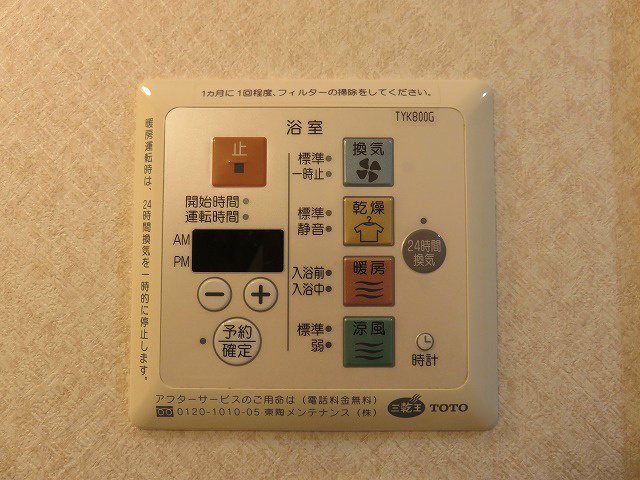 1カ月に1回程度、フィルターの掃除をしてください。
TYK800G
浴室
止
換気
標準
一時止
開始時間
運転時間
乾燥
標準
静音
AM
PM
24時間
換気
暖房
入浴前
入浴中
予約
確定
涼風
標準
弱
時計
暖房運転時は、24時間換気を一時的に停止します。
アフターサービスのご用命は(電話料金無料)
0120-1010-05 東陶メンテナンス(株)
三乾王 TOTO